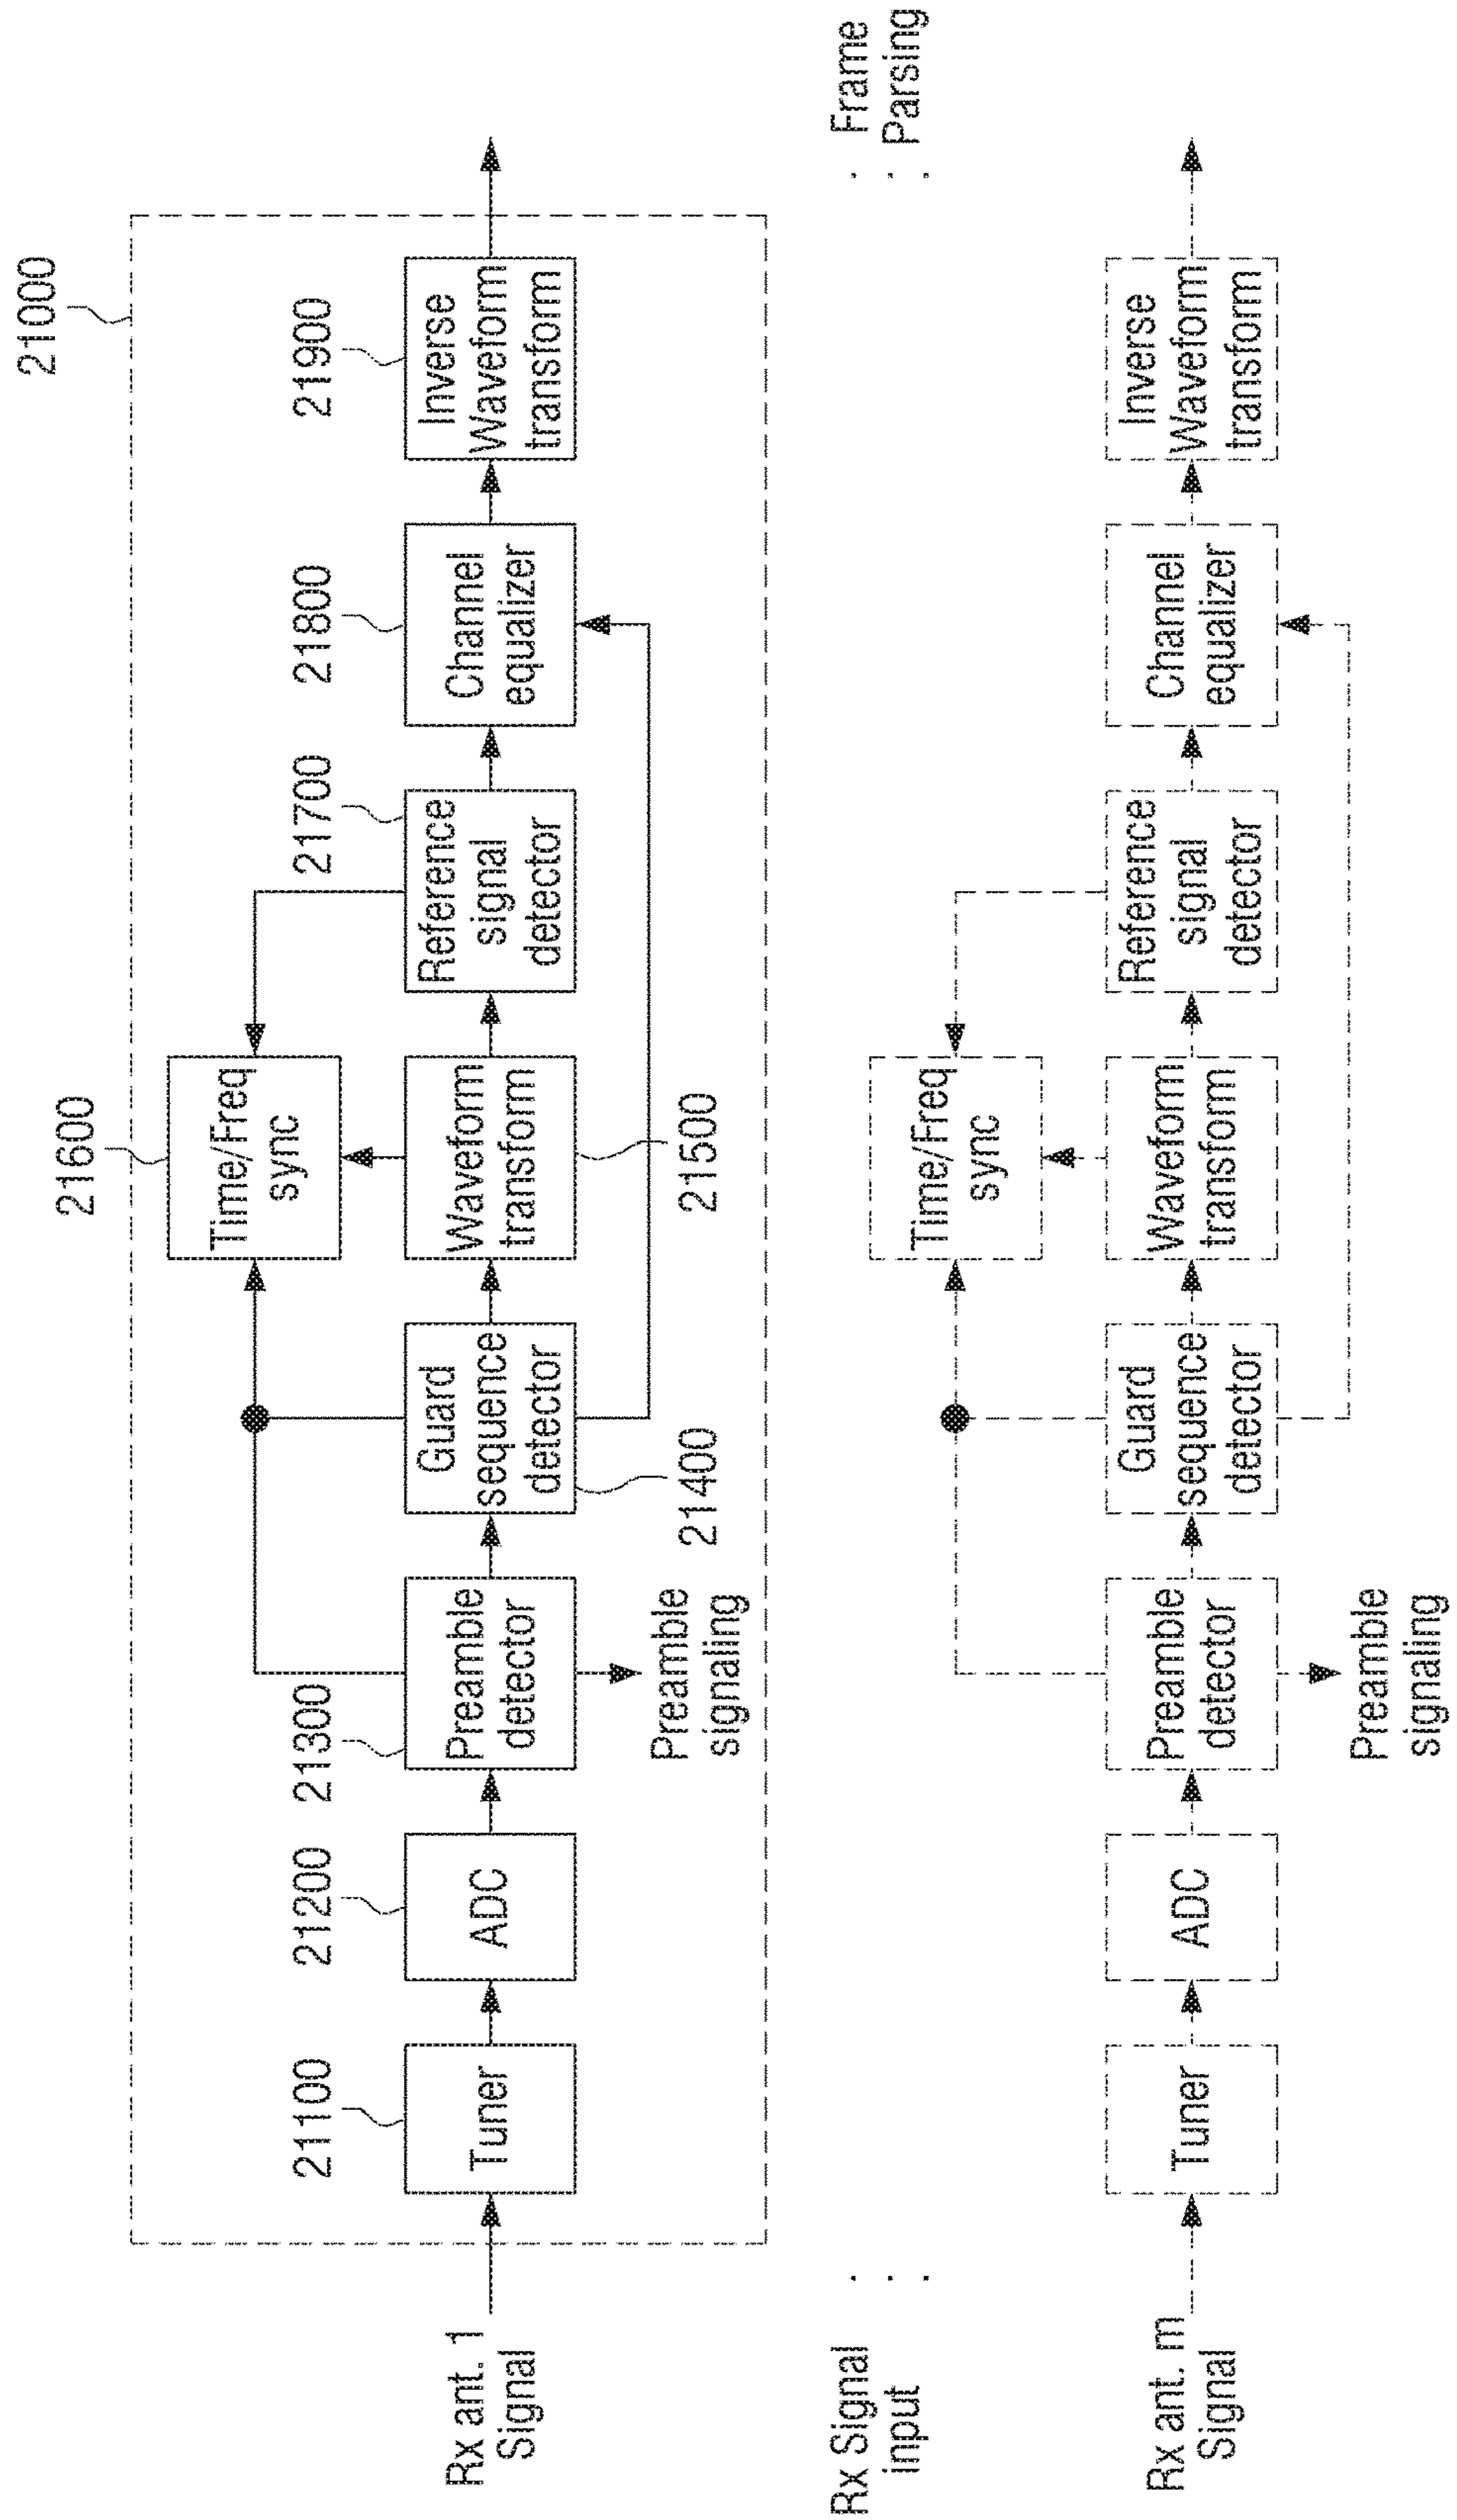 21000
21600
21100
21200
21300
21700
21800
21900
Time/Freq
sync
Rx ant. 1
Signal
Tuner
ADC
Preamble
detector
Guard
sequence
detector
Waveform
transform
Reference
signal
detector
Channel
equalizer
Inverse
Waveform
transform
Preamble
signaling
21400
21500
Rx Signal
input
Frame
Parsing
Time/Freq
sync
Rx ant. m
Signal
Tuner
ADC
Preamble
detector
Guard
sequence
detector
Waveform
transform
Reference
signal
detector
Channel
equalizer
Inverse
Waveform
transform
Preamble
signaling